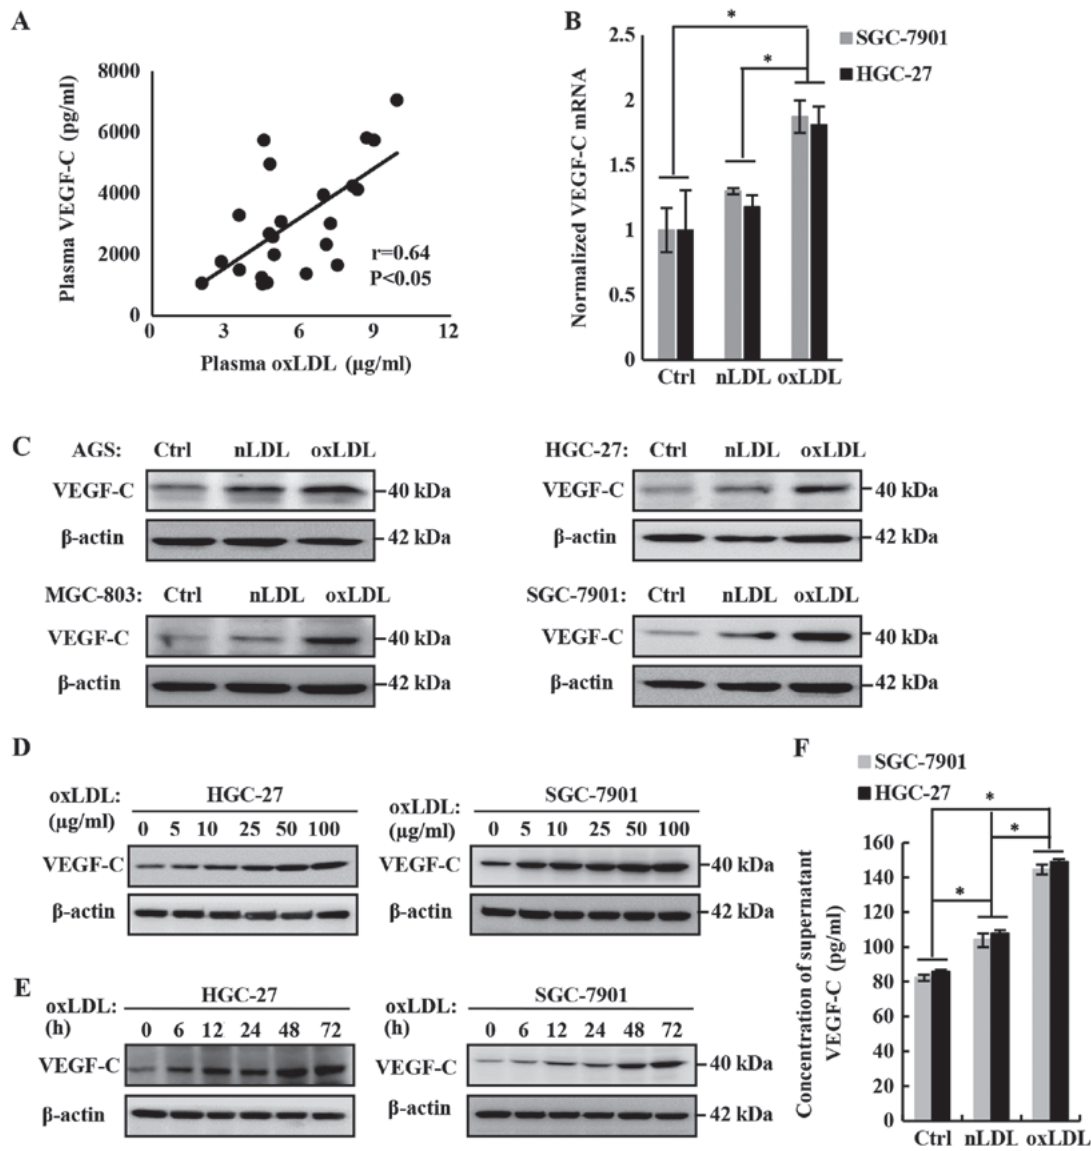 A
Plasma VEGF-C (pg/ml)
8000
6000
4000
2000
0
r=0.64
P<0.05
0 3 6 9 12
Plasma oxLDL (μg/ml)
B
Normalized VEGF-C mRNA
2.5
2
1.5
1
0.5
0
*
*
SGC-7901
HGC-27
Ctrl nLDL oxLDL
C
AGS: Ctrl nLDL oxLDL
VEGF-C 40 kDa
β-actin 42 kDa
HGC-27: Ctrl nLDL oxLDL
VEGF-C 40 kDa
β-actin 42 kDa
MGC-803: Ctrl nLDL oxLDL
VEGF-C 40 kDa
β-actin 42 kDa
SGC-7901: Ctrl nLDL oxLDL
VEGF-C 40 kDa
β-actin 42 kDa
D
oxLDL: HGC-27
(μg/ml) 0 5 10 25 50 100
VEGF-C
β-actin
oxLDL: SGC-7901
(μg/ml) 0 5 10 25 50 100
VEGF-C 40 kDa
β-actin 42 kDa
E
oxLDL: HGC-27
(h) 0 6 12 24 48 72
VEGF-C
β-actin
oxLDL: SGC-7901
(h) 0 6 12 24 48 72
VEGF-C 40 kDa
β-actin 42 kDa
F
SGC-7901
HGC-27
*
*
*
Concentration of supernatant
VEGF-C (pg/ml)
160
140
120
100
80
60
40
20
0
Ctrl nLDL oxLDL